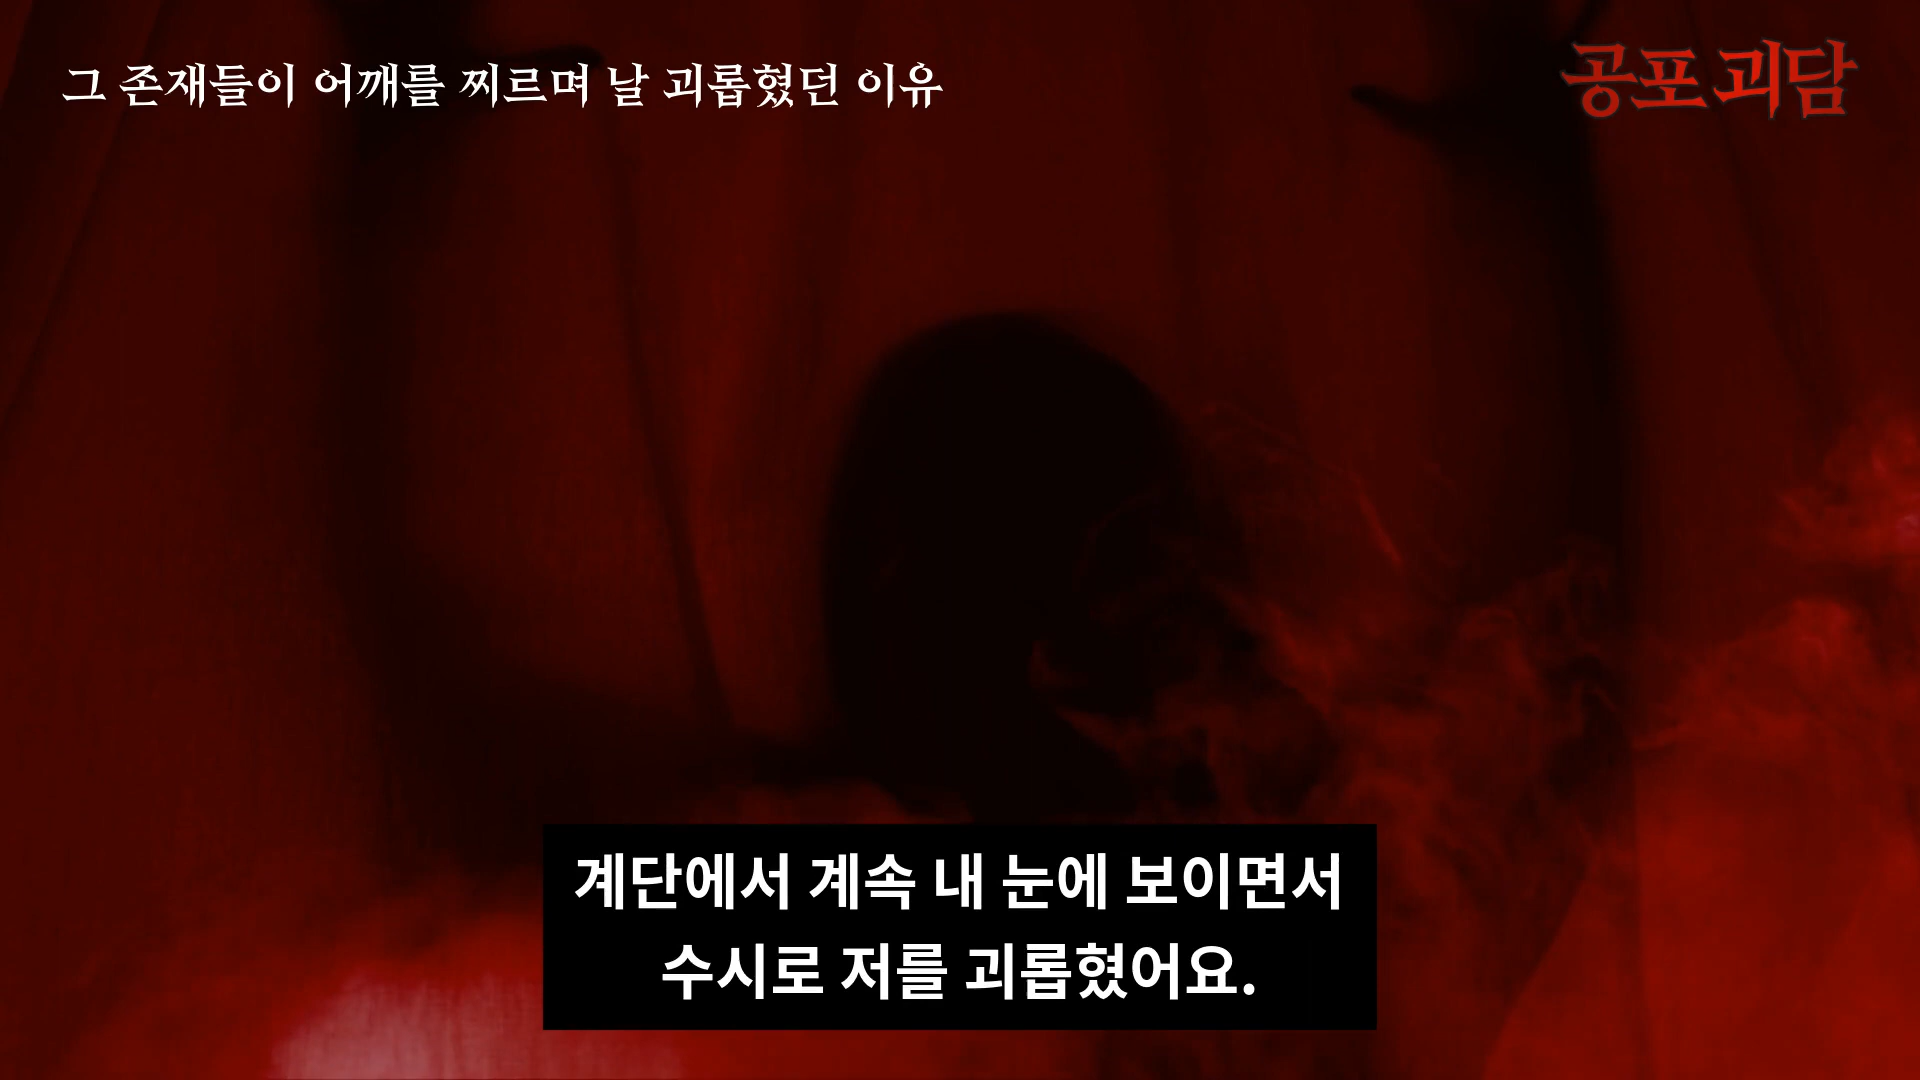 그 존재들이 어깨를 찌르며 날 괴롭혔던 이유
공포괴담
계단에서 계속 내 눈에 보이면서
수시로 저를 괴롭혔어요.